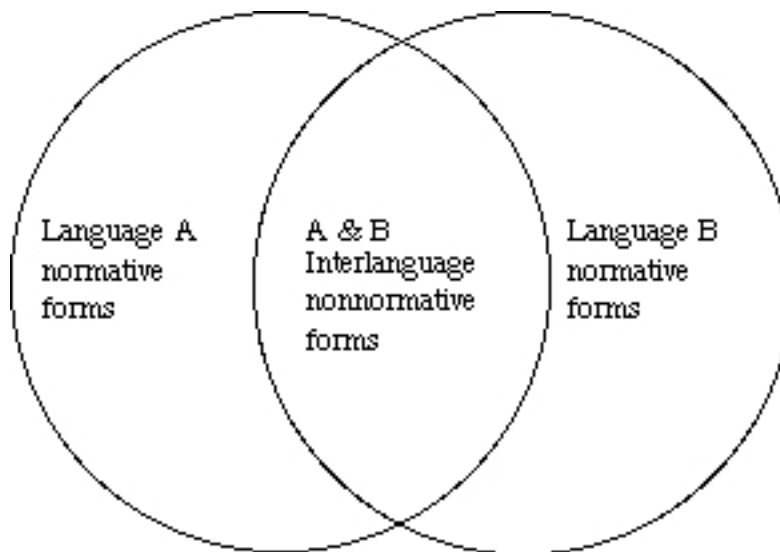 Language A
normative
forms
A & B
Interlanguage
nonnormative
forms
Language B
normative
forms